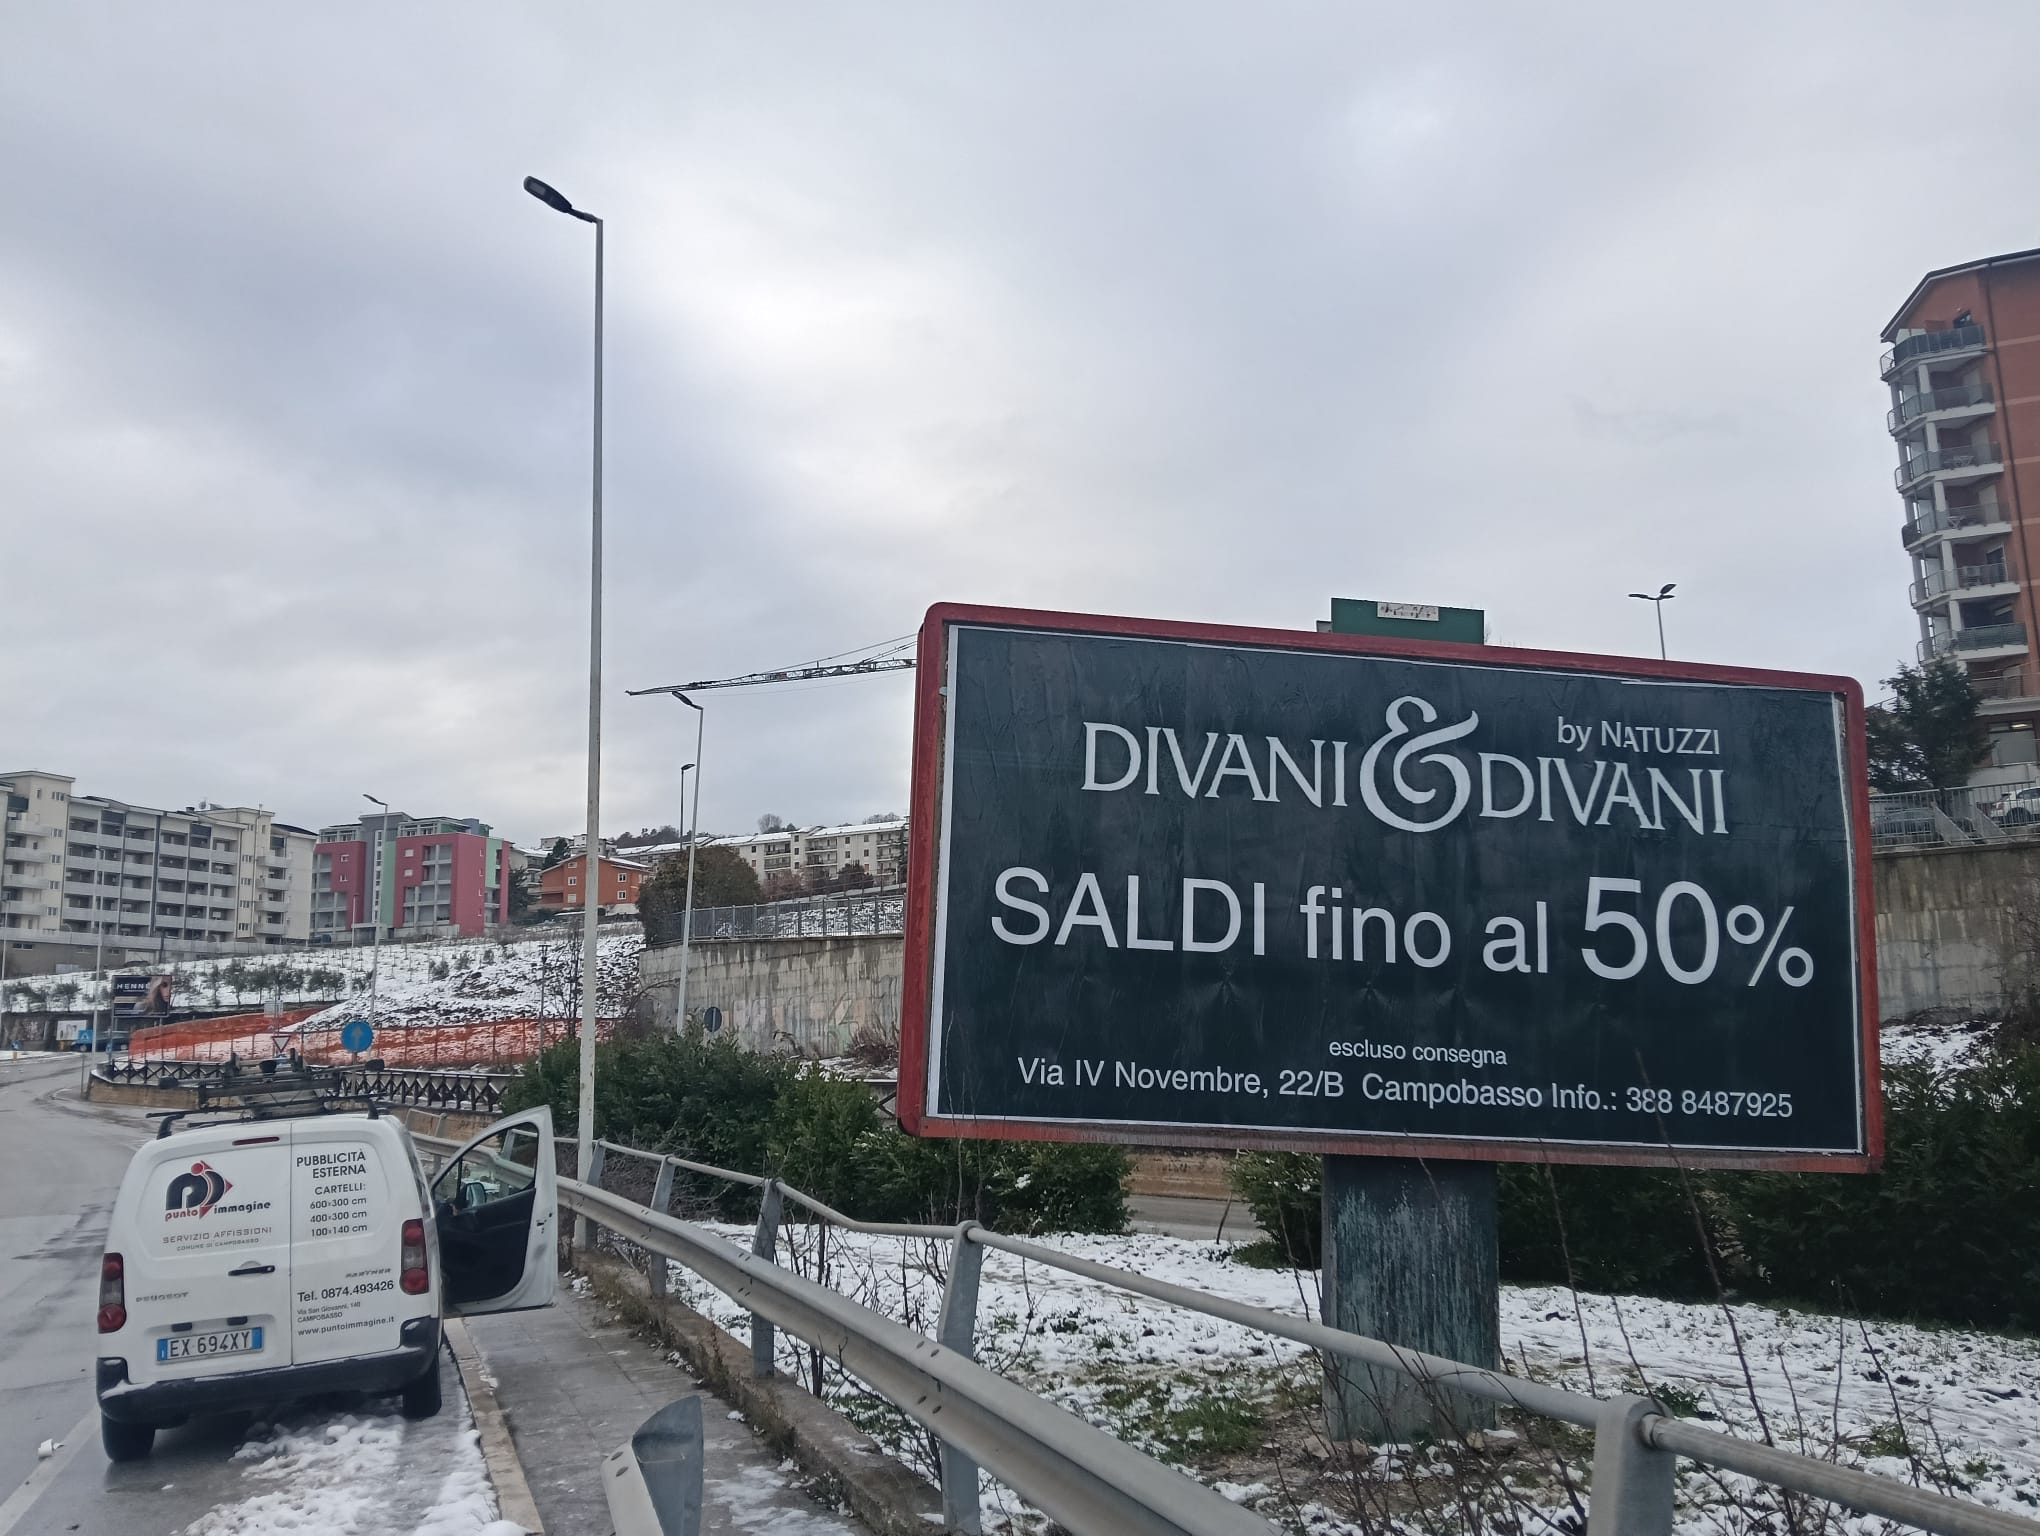 DIVANI & DIVANI
by NATUZZI
SALDI fino al 50%
escluso consegna
Via IV Novembre, 22/B Campobasso Info.: 388 8487925
HENNÉ
punto immagine
SERVIZIO AFFISSIONI
COMUNE DI CAMPOBASSO
PUBBLICITÀ
ESTERNA
CARTELLI:
600x300 cm
400x300 cm
100x140 cm
PARTNER
PEUGEOT
Tel. 0874.493426
Via San Giovanni, 148
CAMPOBASSO
www.puntoimmagine.it
I EX 694XY